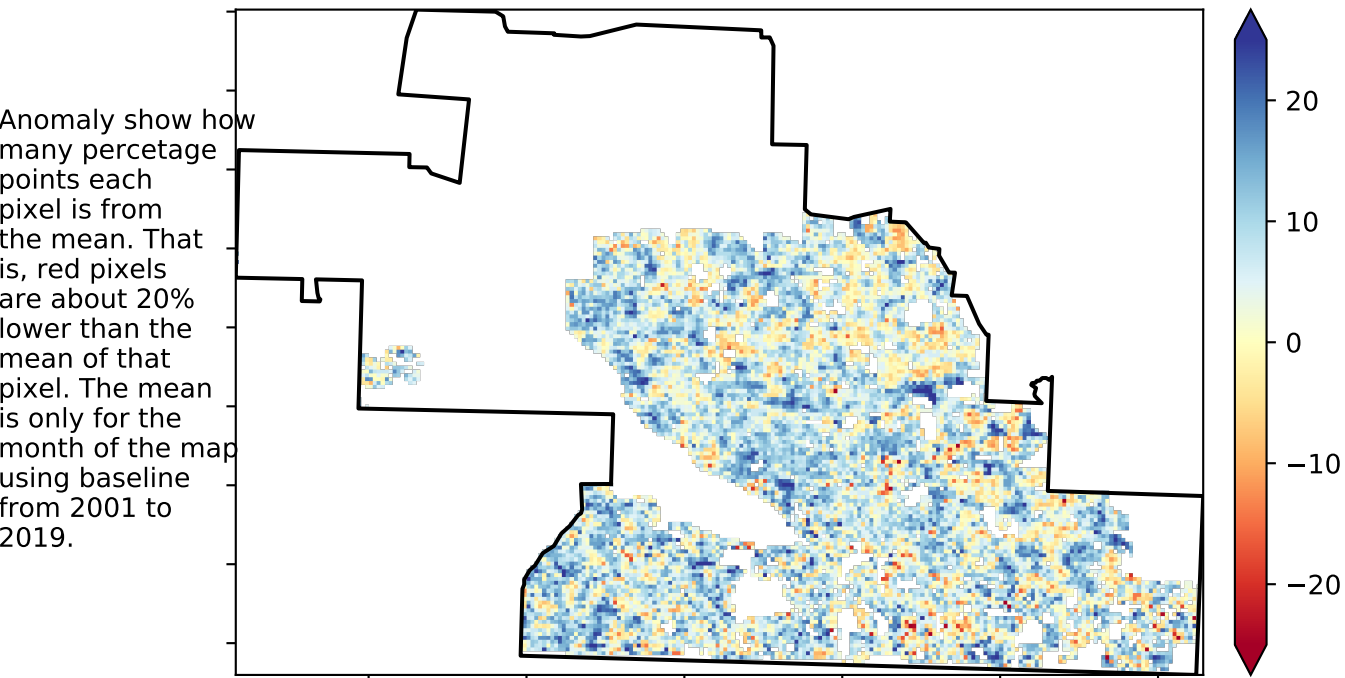 Anomaly show how
many percetage
points each
pixel is from
the mean. That
is, red pixels
are about 20%
lower than the
mean of that
pixel. The mean
is only for the
month of the map
using baseline
from 2001 to
2019.
20
10
0
−10
−20